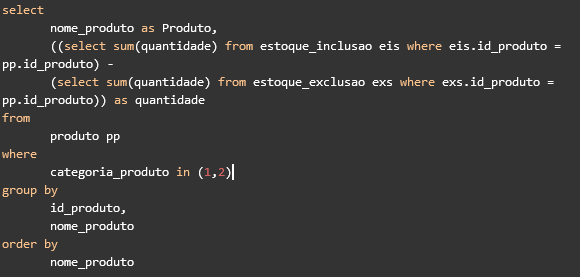 select
nome_produto as Produto,
((select sum(quantidade) from estoque_inclusao eis where eis.id_produto =
pp.id_produto) -
(select sum(quantidade) from estoque_exclusao exs where exs.id_produto =
pp.id_produto)) as quantidade
from
produto pp
where
categoria_produto in (1,2)
group by
id_produto,
nome_produto
order by
nome_produto